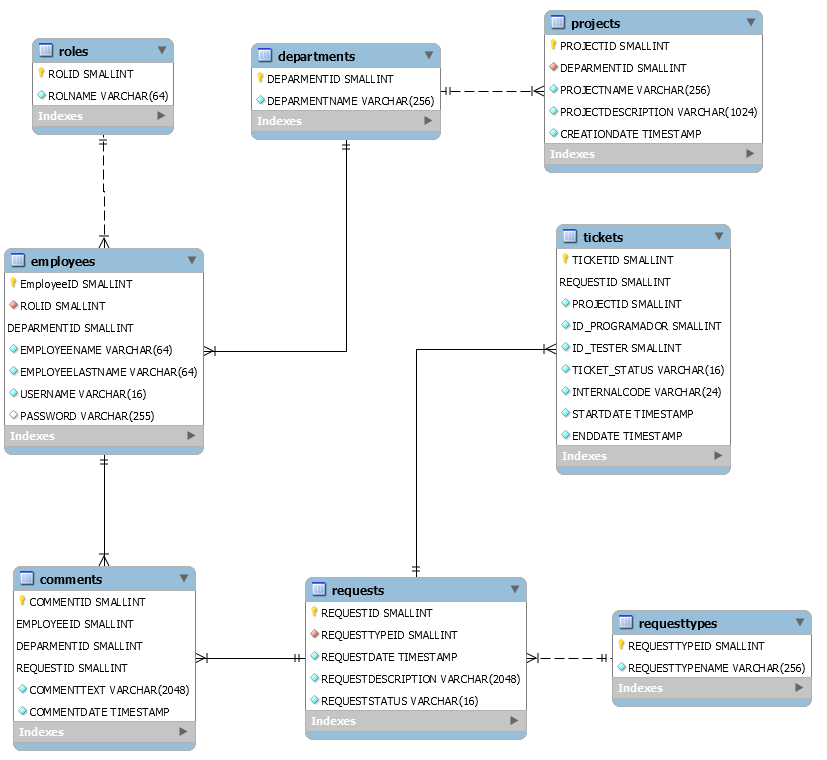 roles
ROLID SMALLINT
ROLNAME VARCHAR(64)
Indexes
departments
DEPARMENTID SMALLINT
DEPARMENTNAME VARCHAR(256)
Indexes
projects
PROJECTID SMALLINT
DEPARMENTID SMALLINT
PROJECTNAME VARCHAR(256)
PROJECTDESCRIPTION VARCHAR(1024)
CREATIONDATE TIMESTAMP
Indexes
employees
EmployeeID SMALLINT
ROLID SMALLINT
DEPARMENTID SMALLINT
EMPLOYEENAME VARCHAR(64)
EMPLOYEELASTNAME VARCHAR(64)
USERNAME VARCHAR(16)
PASSWORD VARCHAR(255)
Indexes
tickets
TICKETID SMALLINT
REQUESTID SMALLINT
PROJECTID SMALLINT
ID_PROGRAMADOR SMALLINT
ID_TESTER SMALLINT
TICKET_STATUS VARCHAR(16)
INTERNALCODE VARCHAR(24)
STARTDATE TIMESTAMP
ENDDATE TIMESTAMP
Indexes
comments
COMMENTID SMALLINT
EMPLOYEEID SMALLINT
DEPARMENTID SMALLINT
REQUESTID SMALLINT
COMMENTTEXT VARCHAR(2048)
COMMENTDATE TIMESTAMP
Indexes
requests
REQUESTID SMALLINT
REQUESTTYPEID SMALLINT
REQUESTDATE TIMESTAMP
REQUESTDESCRIPTION VARCHAR(2048)
REQUESTSTATUS VARCHAR(16)
Indexes
requesttypes
REQUESTTYPEID SMALLINT
REQUESTTYPENAME VARCHAR(256)
Indexes